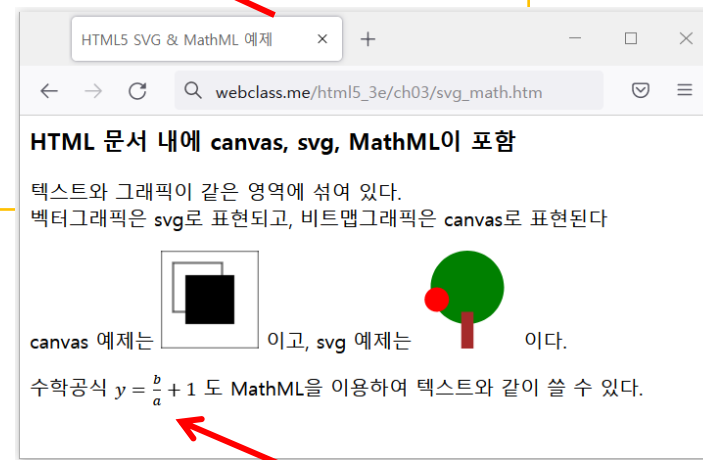 HTML5 SVG & MathML 예제
webclass.me/html5_3e/ch03/svg_math.htm
HTML 문서 내에 canvas, svg, MathML이 포함
텍스트와 그래픽이 같은 영역에 섞여 있다.
벡터그래픽은 svg로 표현되고, 비트맵그래픽은 canvas로 표현된다
canvas 예제는 이고, svg 예제는 이다.
수학공식 y = b/a + 1 도 MathML을 이용하여 텍스트와 같이 쓸 수 있다.